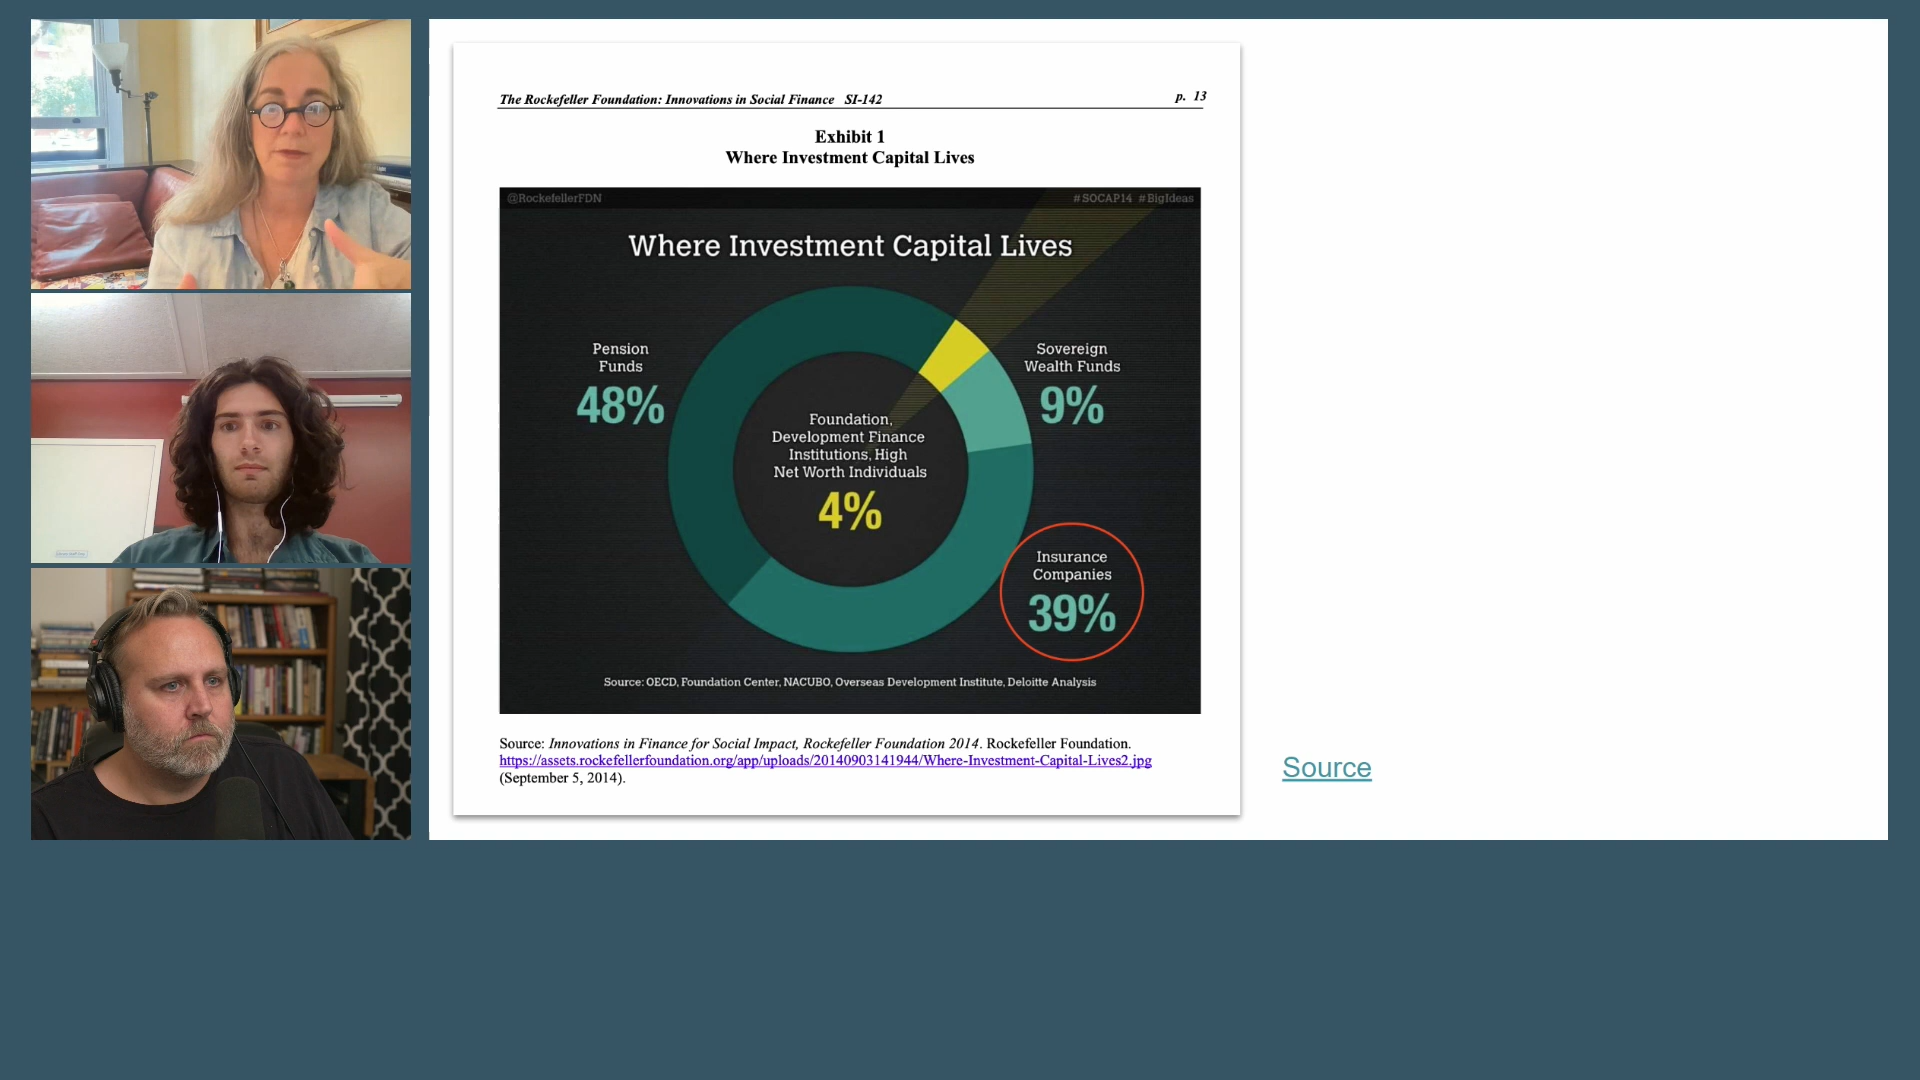 The Rockefeller Foundation: Innovations in Social Finance SI-142
p. 13
Exhibit 1
Where Investment Capital Lives
@RockefellerFDN
#SOCAP14 #BigIdeas
Where Investment Capital Lives
Pension
Funds
48%
Sovereign
Wealth Funds
9%
Foundation,
Development Finance
Institutions, High
Net Worth Individuals
4%
Insurance
Companies
39%
Source: OECD, Foundation Center, NACUBO, Overseas Development Institute, Deloitte Analysis
Source: Innovations in Finance for Social Impact, Rockefeller Foundation 2014. Rockefeller Foundation.
https://assets.rockefellerfoundation.org/app/uploads/20140903141944/Where-Investment-Capital-Lives2.jpg
(September 5, 2014).
Source